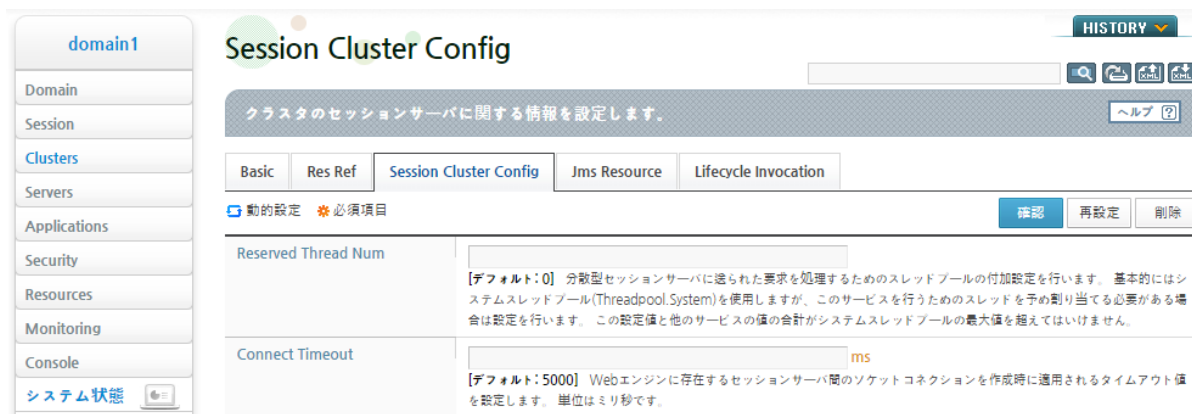 domain1
Domain
Session
Clusters
Servers
Applications
Security
Resources
Monitoring
Console
システム状態
HISTORY
Session Cluster Config
XML
XML
クラスタのセッションサーバに関する情報を設定します。
ヘルプ ?
Basic Res Ref Session Cluster Config Jms Resource Lifecycle Invocation
動的設定 必須項目
確認 再設定 削除
Reserved Thread Num
[デフォルト: 0] 分散型セッションサーバに送られた要求を処理するためのスレッドプールの付加設定を行います。 基本的にはシ
ステムスレッドプール(Threadpool.System)を使用しますが、このサービスを行うためのスレッドを予め割り当てる必要がある場
合は設定を行います。 この設定値と他のサービスの値の合計がシステムスレッドプールの最大値を超えてはいけません。
Connect Timeout
ms
[デフォルト: 5000] Webエンジンに存在するセッションサーバ間のソケットコネクションを作成時に適用されるタイムアウト値
を設定します。 単位はミリ秒です。